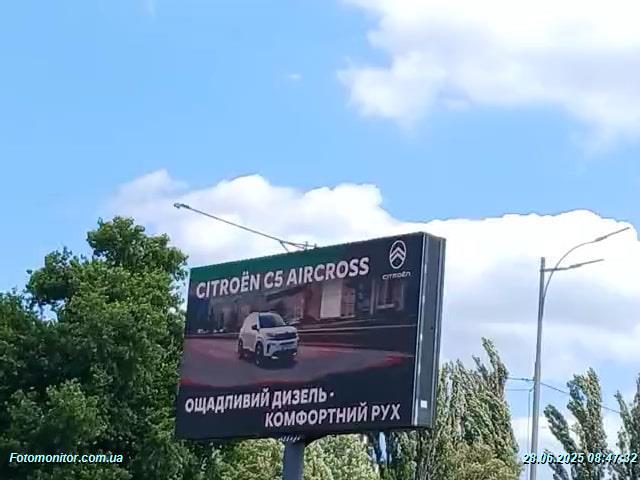 CITROËN C5 AIRCROSS
CITROËN
ОЩАДЛИВИЙ ДИЗЕЛЬ •
КОМФОРТНИЙ РУХ
Fotomonitor.com.ua
28.06.2025 08:47:32